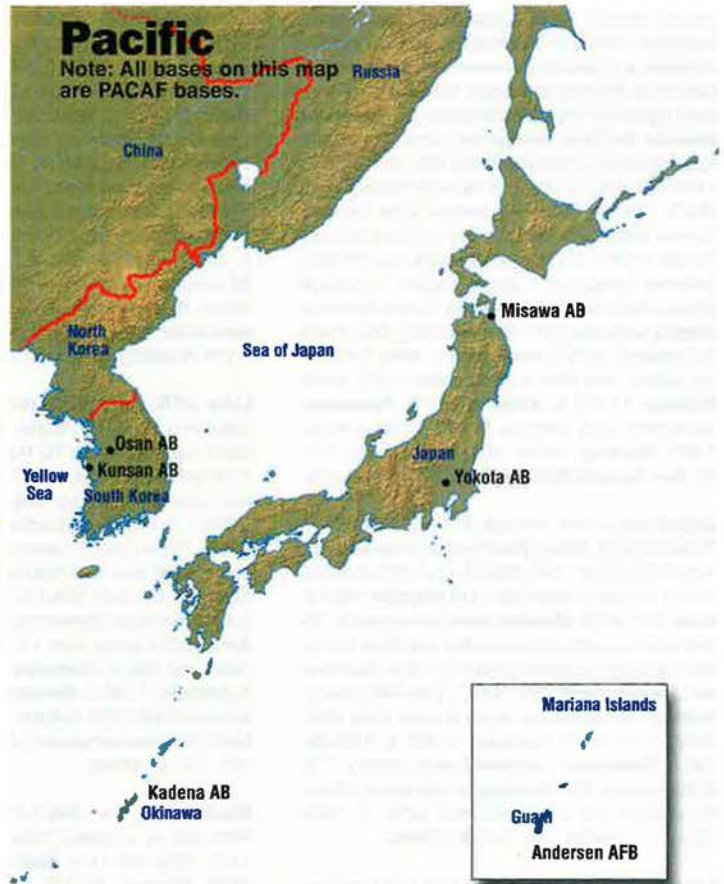 Pacific
Note: All bases on this map
are PACAF bases.
Russia
China
North
Korea
Sea of Japan
Misawa AB
Osan AB
Kunsan AB
Yellow
Sea
South Korea
Japan
Yokota AB
Kadena AB
Okinawa
Mariana Islands
Guam
Andersen AFB